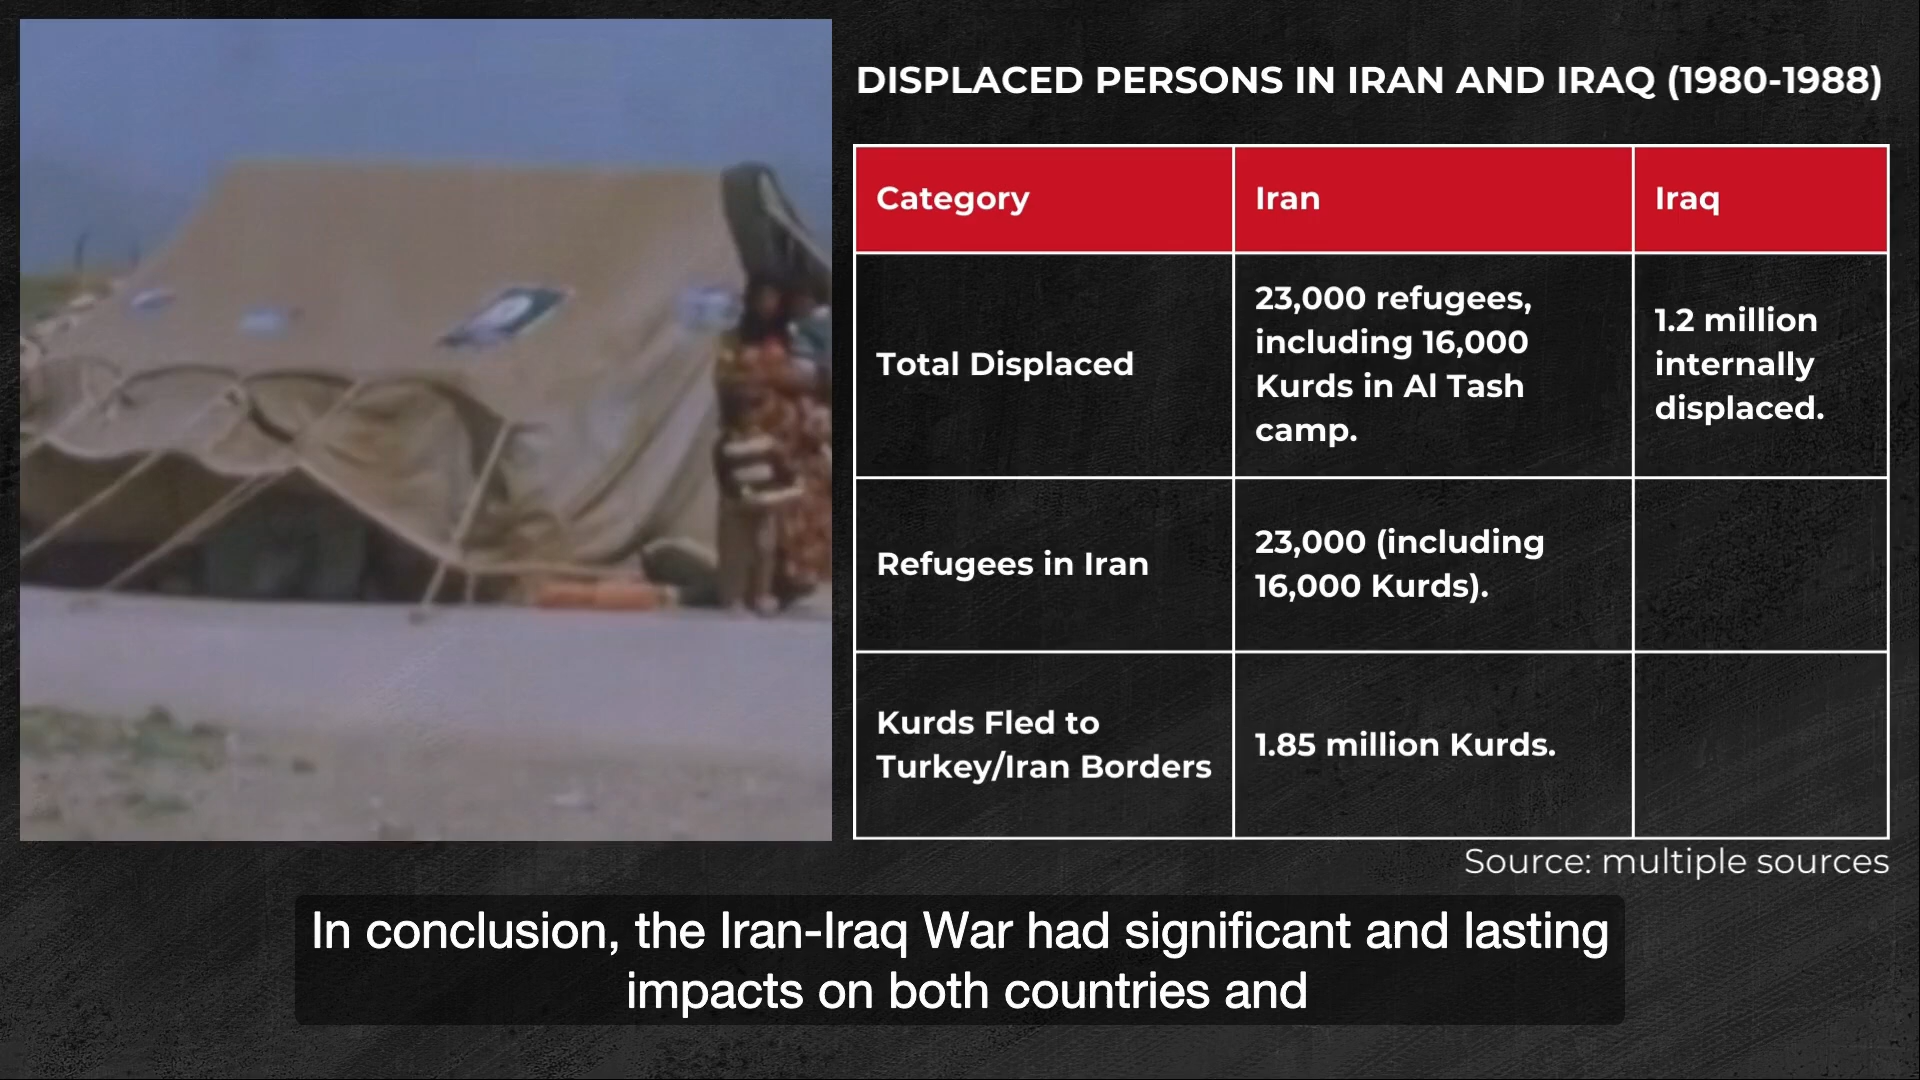 DISPLACED PERSONS IN IRAN AND IRAQ (1980-1988)
Category
Iran
Iraq
Total Displaced
23,000 refugees,
including 16,000
Kurds in Al Tash
camp.
1.2 million
internally
displaced.
Refugees in Iran
23,000 (including
16,000 Kurds).
Kurds Fled to
Turkey/Iran Borders
1.85 million Kurds.
Source: multiple sources
In conclusion, the Iran-Iraq War had significant and lasting
impacts on both countries and